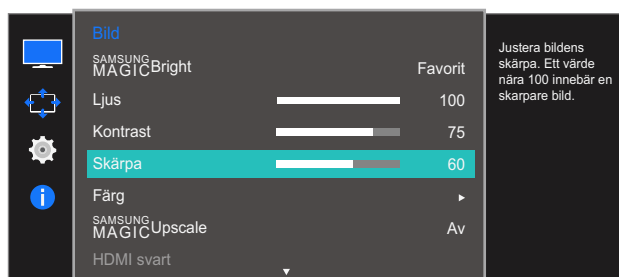 Bild
SAMSUNG
MAGICBright Favorit
Ljus 100
Kontrast 75
Skärpa 60
Färg
SAMSUNG
MAGICUpscale Av
HDMI svart
Justera bildens
skärpa. Ett värde
nära 100 innebär en
skarpare bild.